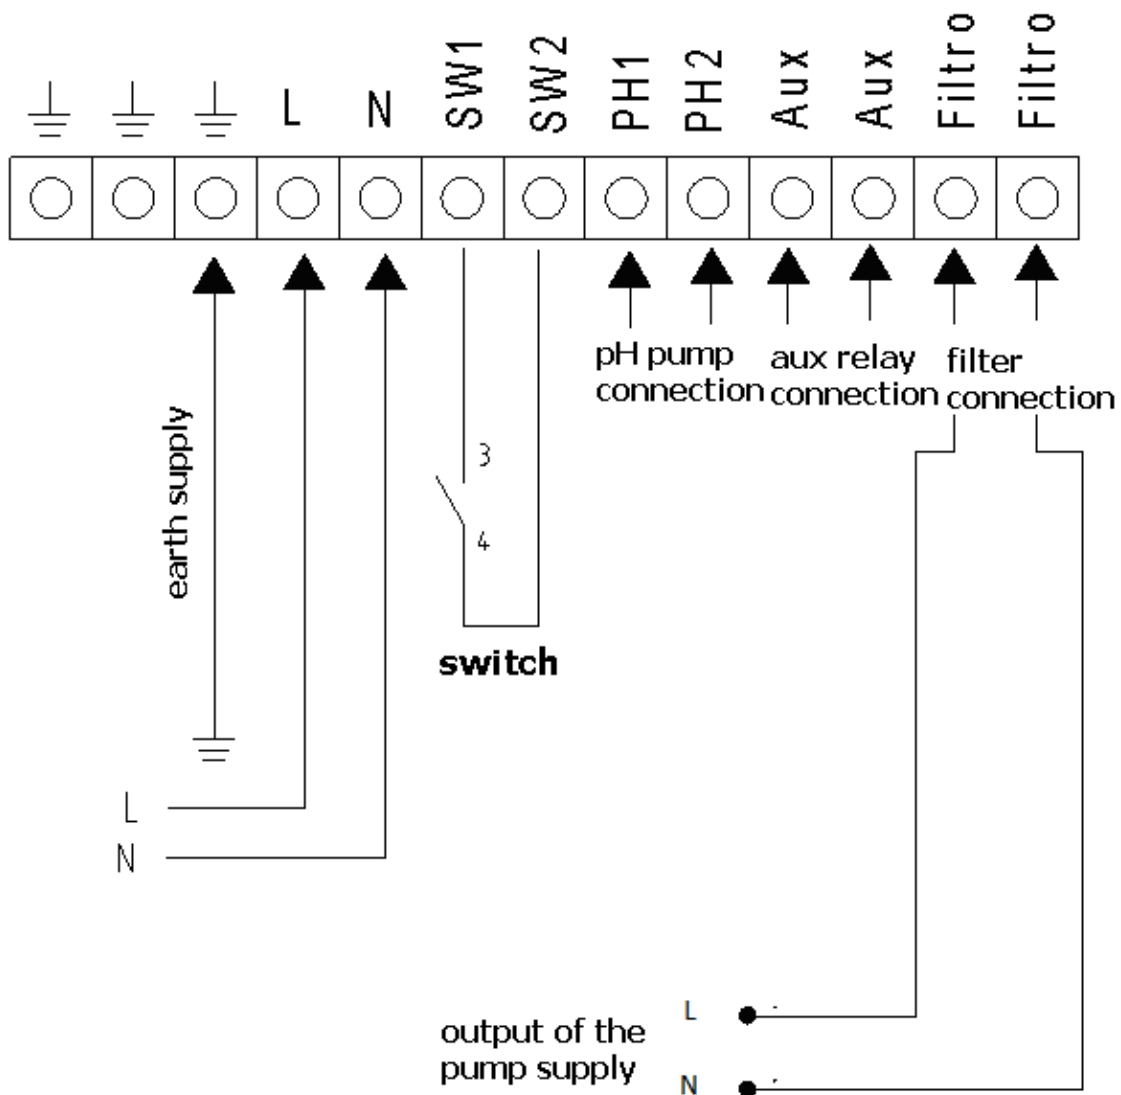 L
N
SW1
SW2
PH1
PH2
Aux
Aux
Filtro
Filtro
pH pump
connection
aux relay
connection
filter
connection
earth supply
3
4
switch
L
N
output of the
pump supply
L
N